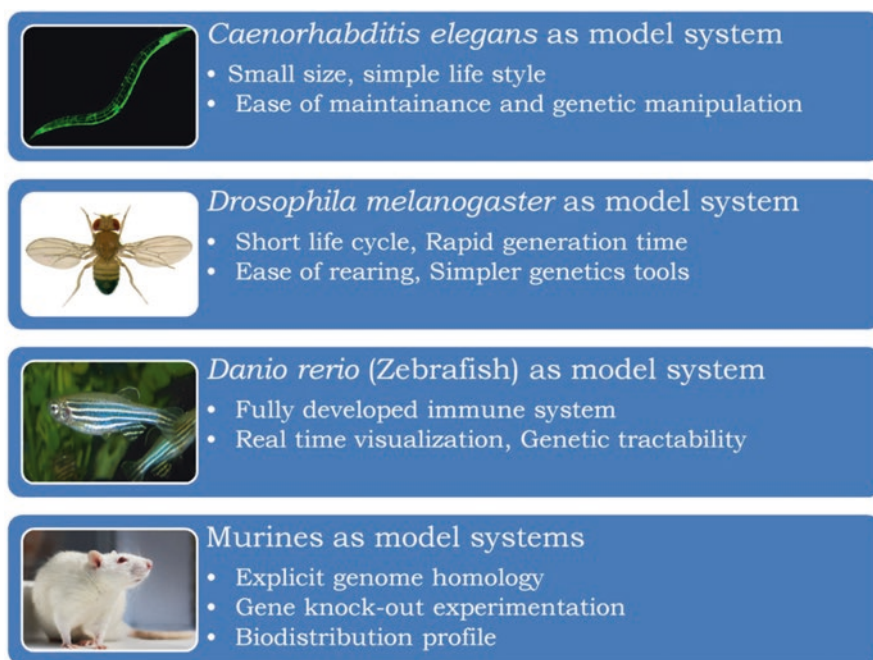 Caenorhabditis elegans as model system
• Small size, simple life style
• Ease of maintainance and genetic manipulation
Drosophila melanogaster as model system
• Short life cycle, Rapid generation time
• Ease of rearing, Simpler genetics tools
Danio rerio (Zebrafish) as model system
• Fully developed immune system
• Real time visualization, Genetic tractability
Murines as model systems
• Explicit genome homology
• Gene knock-out experimentation
• Biodistribution profile